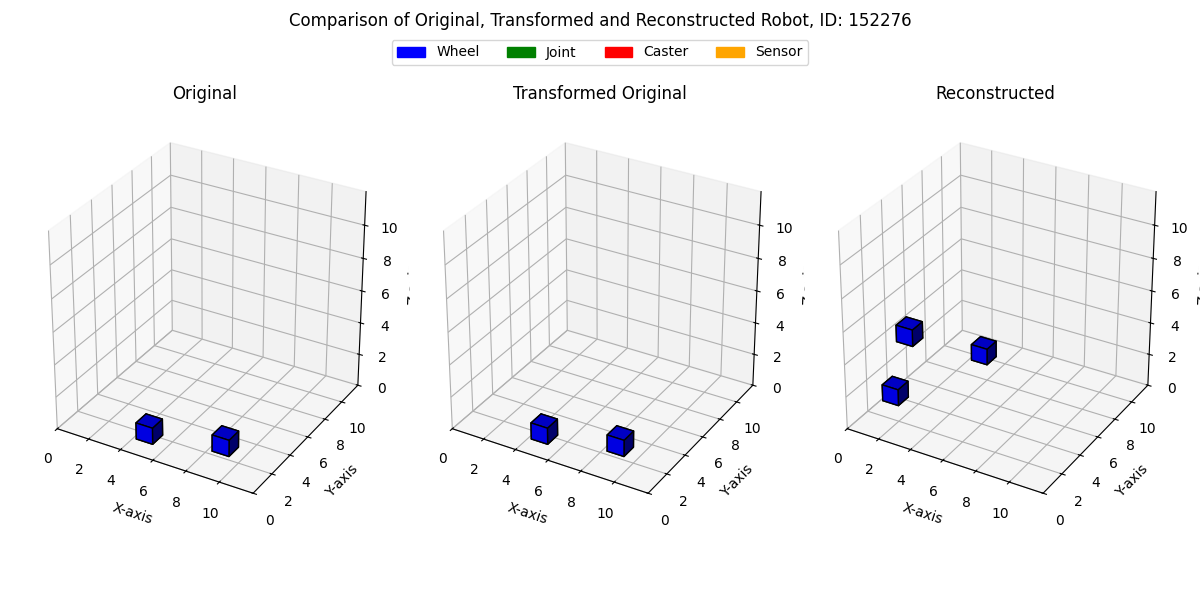 Comparison of Original, Transformed and Reconstructed Robot, ID: 152276
Wheel Joint Caster Sensor
Original Transformed Original Reconstructed
10 10 10
8 8 8
6 6 6
4 4 4
2 2 2
0 0 0
10 10 10
8 8 8
6 6 6
4 4 4
2 2 2
0 0 0
0 2 4 6 8 10
0 2 4 6 8 10
0 2 4 6 8 10
X-axis Y-axis X-axis Y-axis X-axis Y-axis